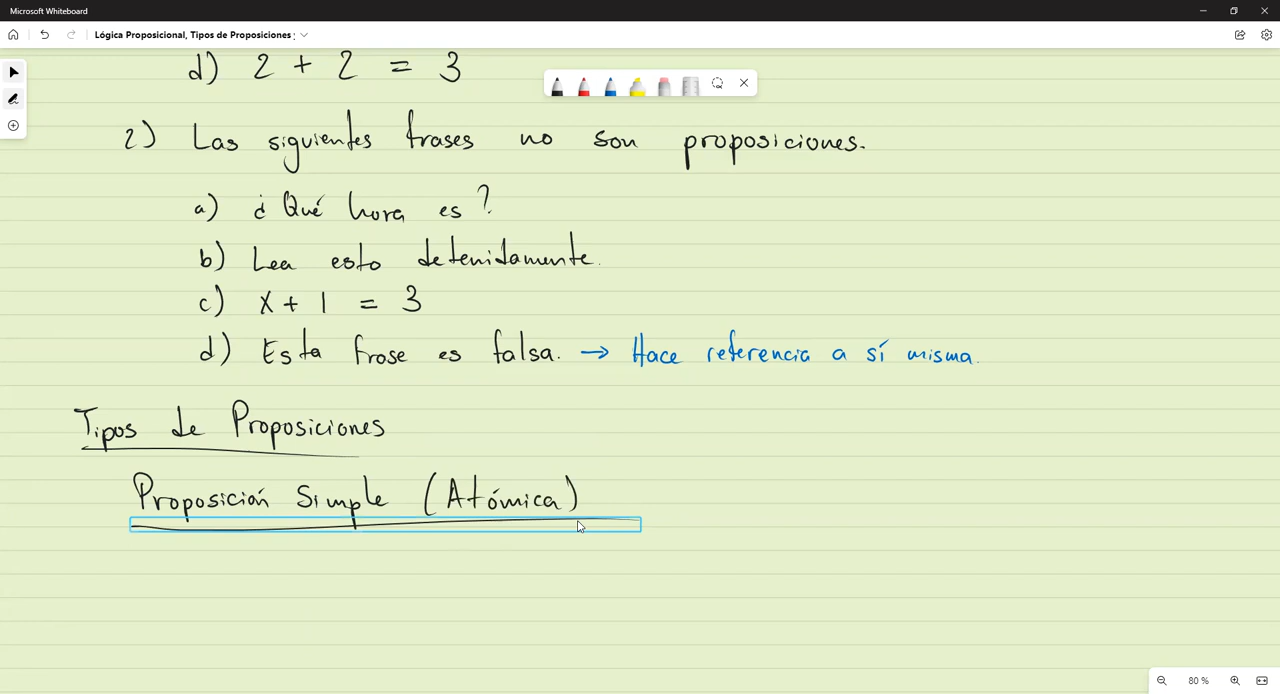 Microsoft Whiteboard
Lógica Proposicional, Tipos de Proposiciones ;
d) 2 + 2 = 3
2) Las siguientes frases no son proposiciones.
a) ¿Qué hora es?
b) Lea esto detenidamente.
c) x + 1 = 3
d) Esta frase es falsa. → Hace referencia a sí misma.
Tipos de Proposiciones
Proposición Simple (Atómica)
80 %